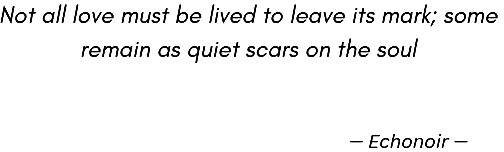 Not all love must be lived to leave its mark; some
remain as quiet scars on the soul
— Echonoir —